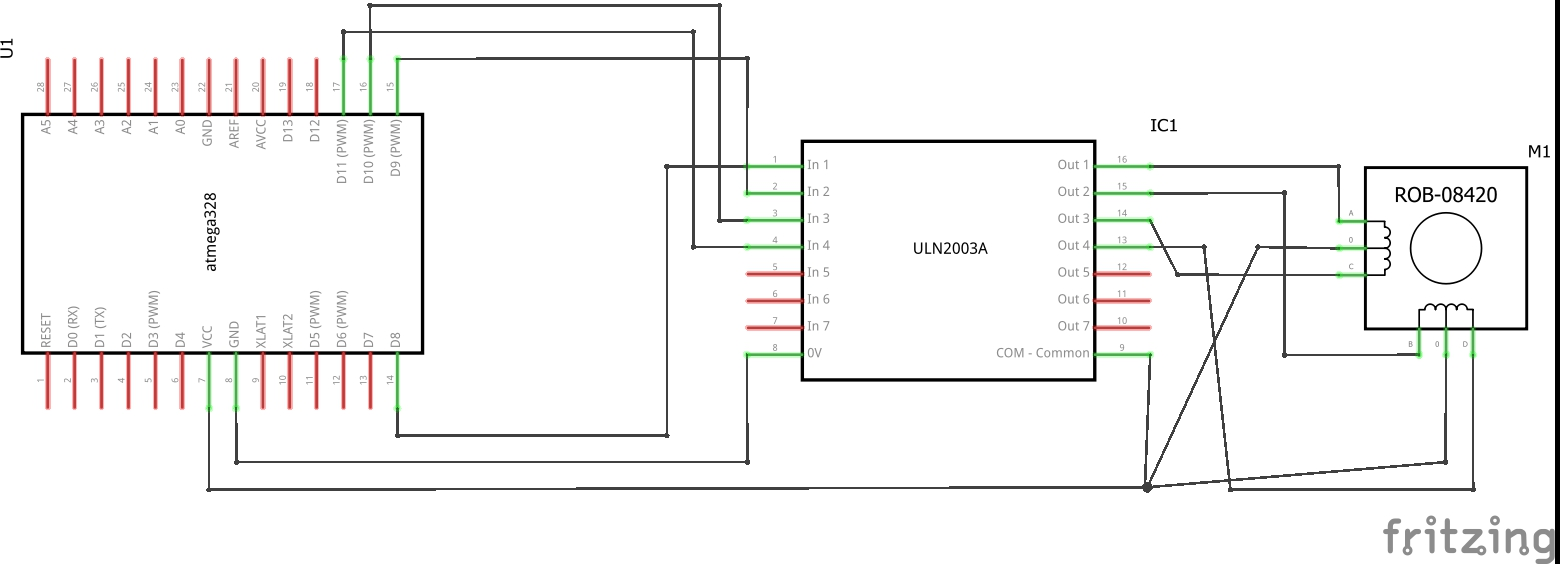 U1
28 27 26 25 24 23 22 21 20 19 18 17 16 15
A5 A4 A3 A2 A1 A0 GND AREF AVCC D13 D12 D11 (PWM) D10 (PWM) D9 (PWM)
atmega328
RESET D0 (RX) D1 (TX) D2 D3 (PWM) D4 VCC GND XLAT1 XLAT2 D5 (PWM) D6 (PWM) D7 D8
1 2 3 4 5 6 7 8 9 10 11 12 13 14
IC1
1 In 1 Out 1 16
2 In 2 Out 2 15
3 In 3 Out 3 14
4 In 4 Out 4 13
ULN2003A
5 In 5 Out 5 12
6 In 6 Out 6 11
7 In 7 Out 7 10
8 0V COM - Common 9
M1
ROB-08420
A
0
C
B 0 D
fritzing